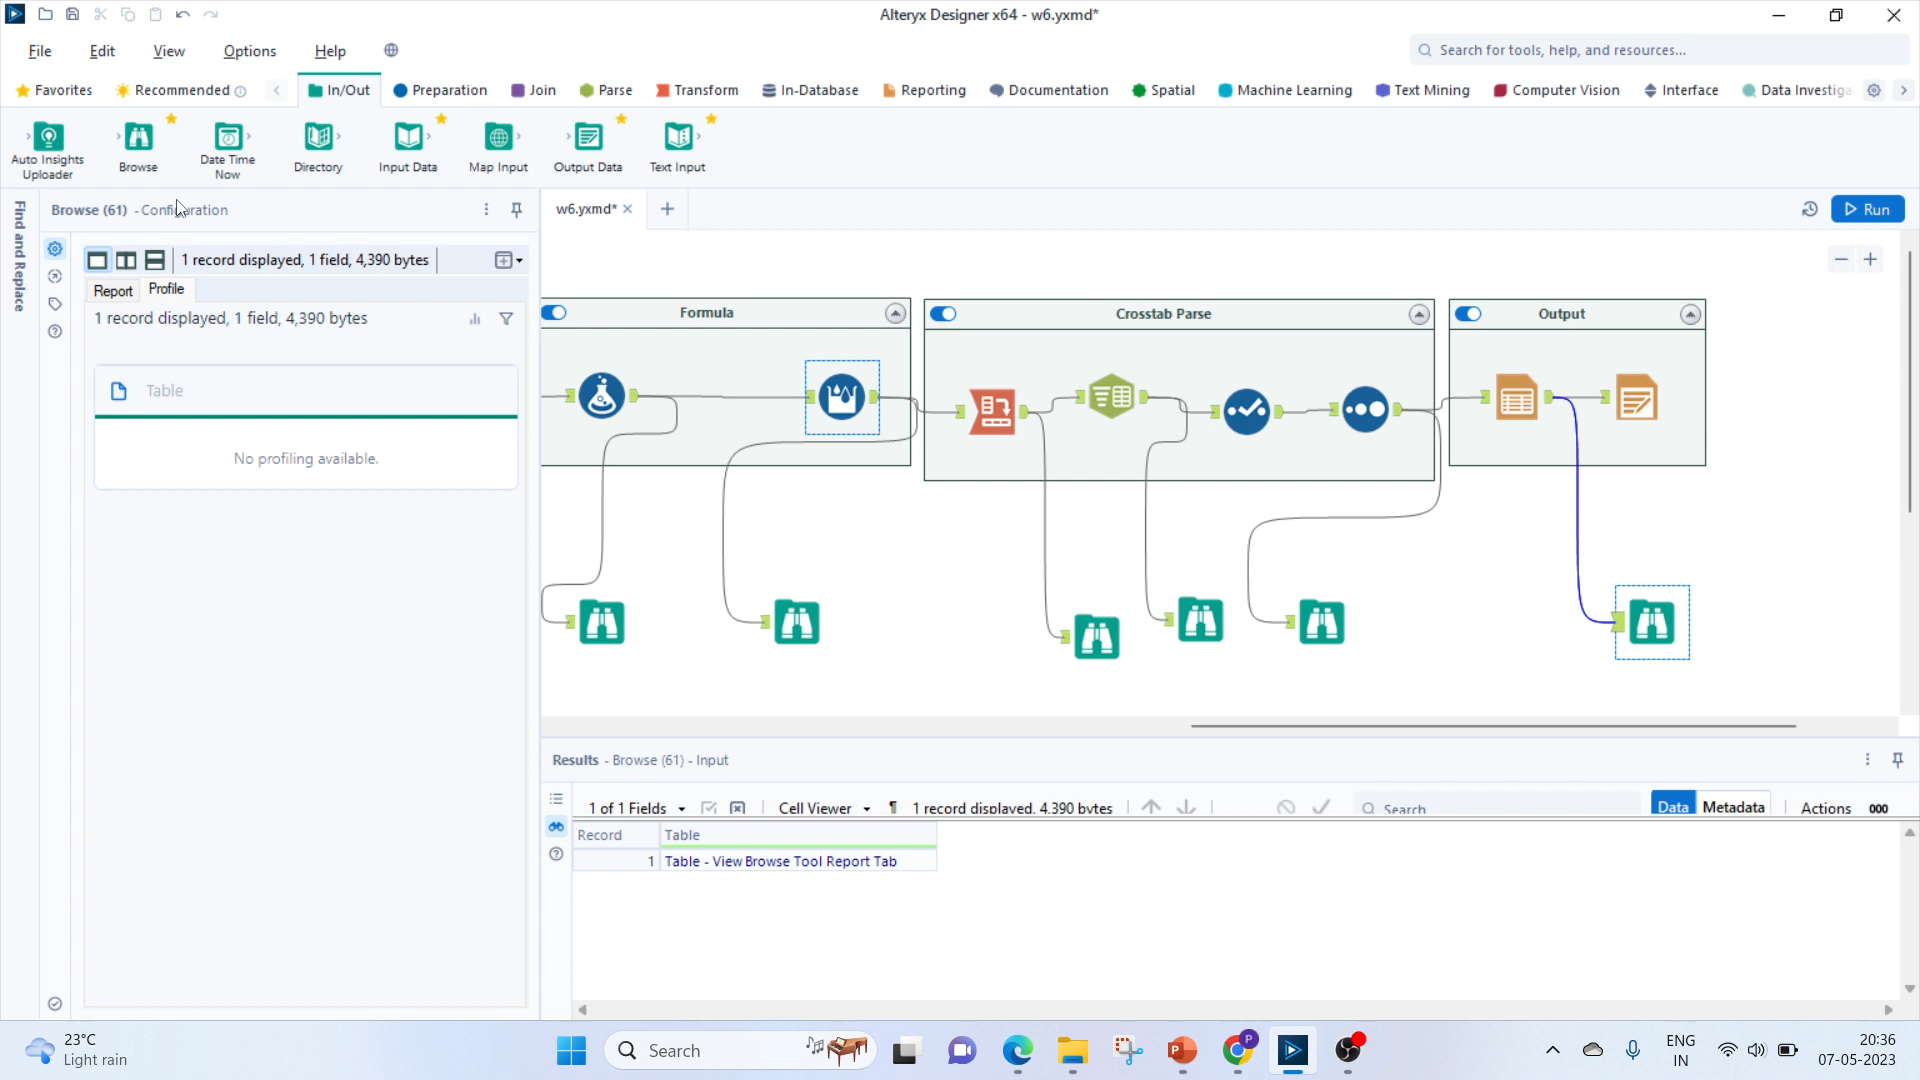 Alteryx Designer x64 - w6.yxmd*
File Edit View Options Help
Search for tools, help, and resources...
Favorites Recommended In/Out Preparation Join Parse Transform In-Database Reporting Documentation Spatial Machine Learning Text Mining Computer Vision Interface Data Investiga
Auto Insights Uploader
Browse
Date Time Now
Directory
Input Data
Map Input
Output Data
Text Input
Find and Replace
Browse (61) - Configuration
w6.yxmd*
Run
1 record displayed, 1 field, 4,390 bytes
Report Profile
1 record displayed, 1 field, 4,390 bytes
Table
No profiling available.
Formula
Crosstab Parse
Output
Results - Browse (61) - Input
1 of 1 Fields Cell Viewer 1 record displayed, 4,390 bytes Search Data Metadata Actions 000
Record Table
1 Table - View Browse Tool Report Tab
23°C
Light rain
Search
P
ENG
IN
20:36
07-05-2023